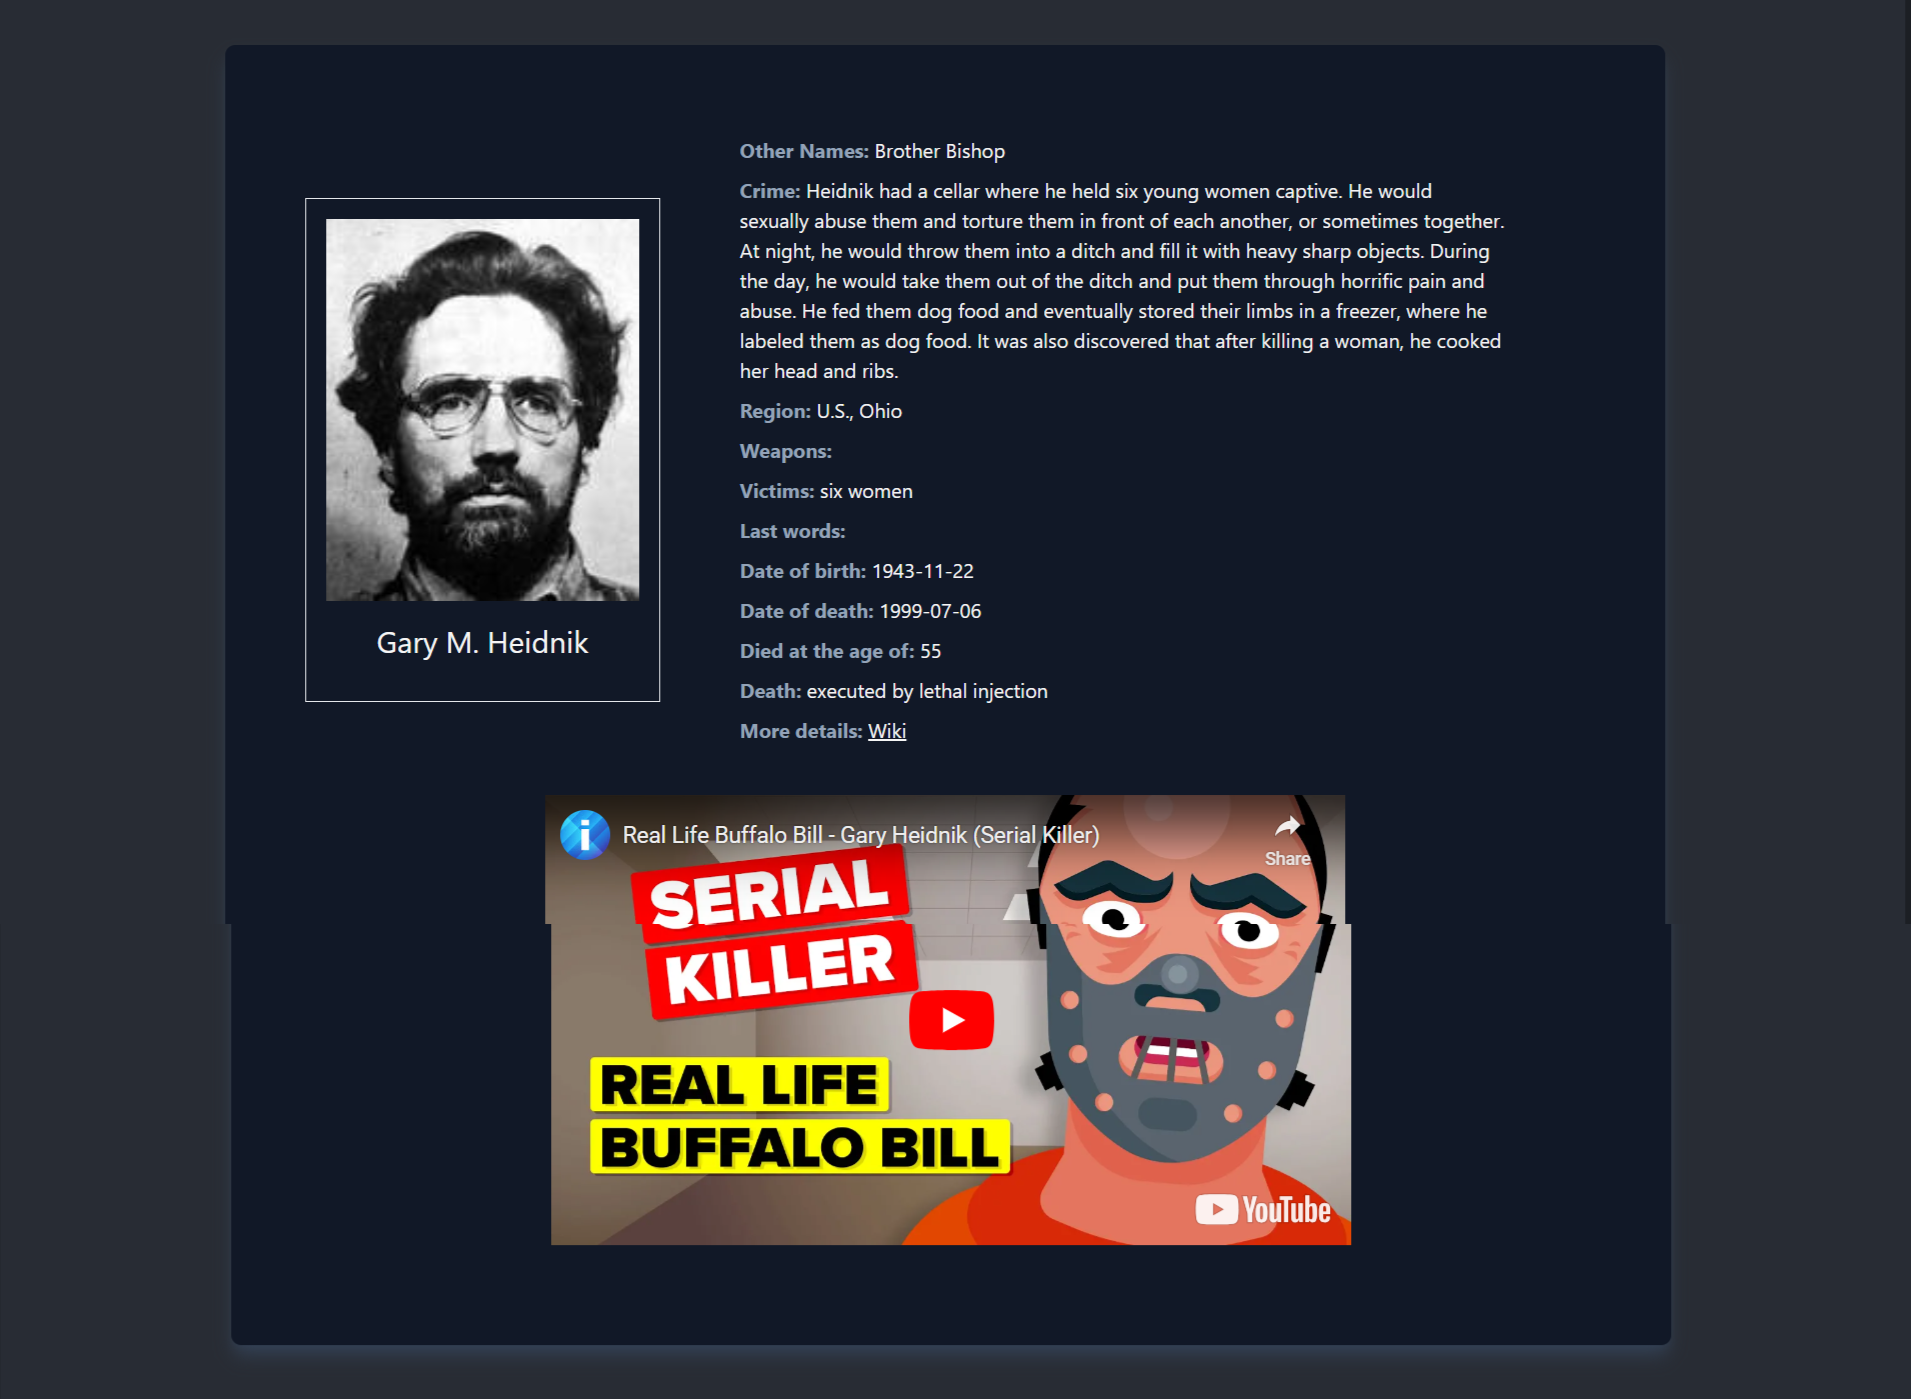 Other Names: Brother Bishop
Crime: Heidnik had a cellar where he held six young women captive. He would
sexually abuse them and torture them in front of each another, or sometimes together.
At night, he would throw them into a ditch and fill it with heavy sharp objects. During
the day, he would take them out of the ditch and put them through horrific pain and
abuse. He fed them dog food and eventually stored their limbs in a freezer, where he
labeled them as dog food. It was also discovered that after killing a woman, he cooked
her head and ribs.
Region: U.S., Ohio
Weapons:
Victims: six women
Last words:
Date of birth: 1943-11-22
Date of death: 1999-07-06
Died at the age of: 55
Death: executed by lethal injection
More details: Wiki
Gary M. Heidnik
i Real Life Buffalo Bill - Gary Heidnik (Serial Killer)
Share
SERIAL
KILLER
REAL LIFE
BUFFALO BILL
YouTube